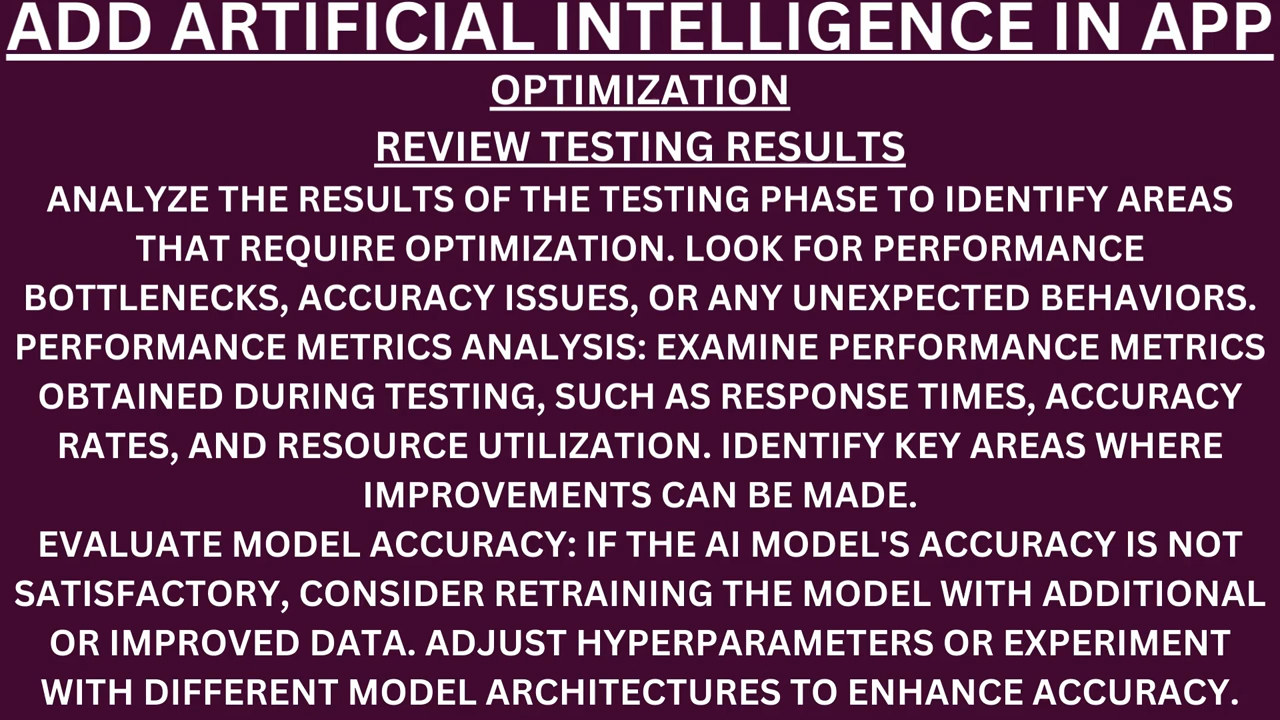 ADD ARTIFICIAL INTELLIGENCE IN APP
OPTIMIZATION
REVIEW TESTING RESULTS
ANALYZE THE RESULTS OF THE TESTING PHASE TO IDENTIFY AREAS
THAT REQUIRE OPTIMIZATION. LOOK FOR PERFORMANCE
BOTTLENECKS, ACCURACY ISSUES, OR ANY UNEXPECTED BEHAVIORS.
PERFORMANCE METRICS ANALYSIS: EXAMINE PERFORMANCE METRICS
OBTAINED DURING TESTING, SUCH AS RESPONSE TIMES, ACCURACY
RATES, AND RESOURCE UTILIZATION. IDENTIFY KEY AREAS WHERE
IMPROVEMENTS CAN BE MADE.
EVALUATE MODEL ACCURACY: IF THE AI MODEL'S ACCURACY IS NOT
SATISFACTORY, CONSIDER RETRAINING THE MODEL WITH ADDITIONAL
OR IMPROVED DATA. ADJUST HYPERPARAMETERS OR EXPERIMENT
WITH DIFFERENT MODEL ARCHITECTURES TO ENHANCE ACCURACY.